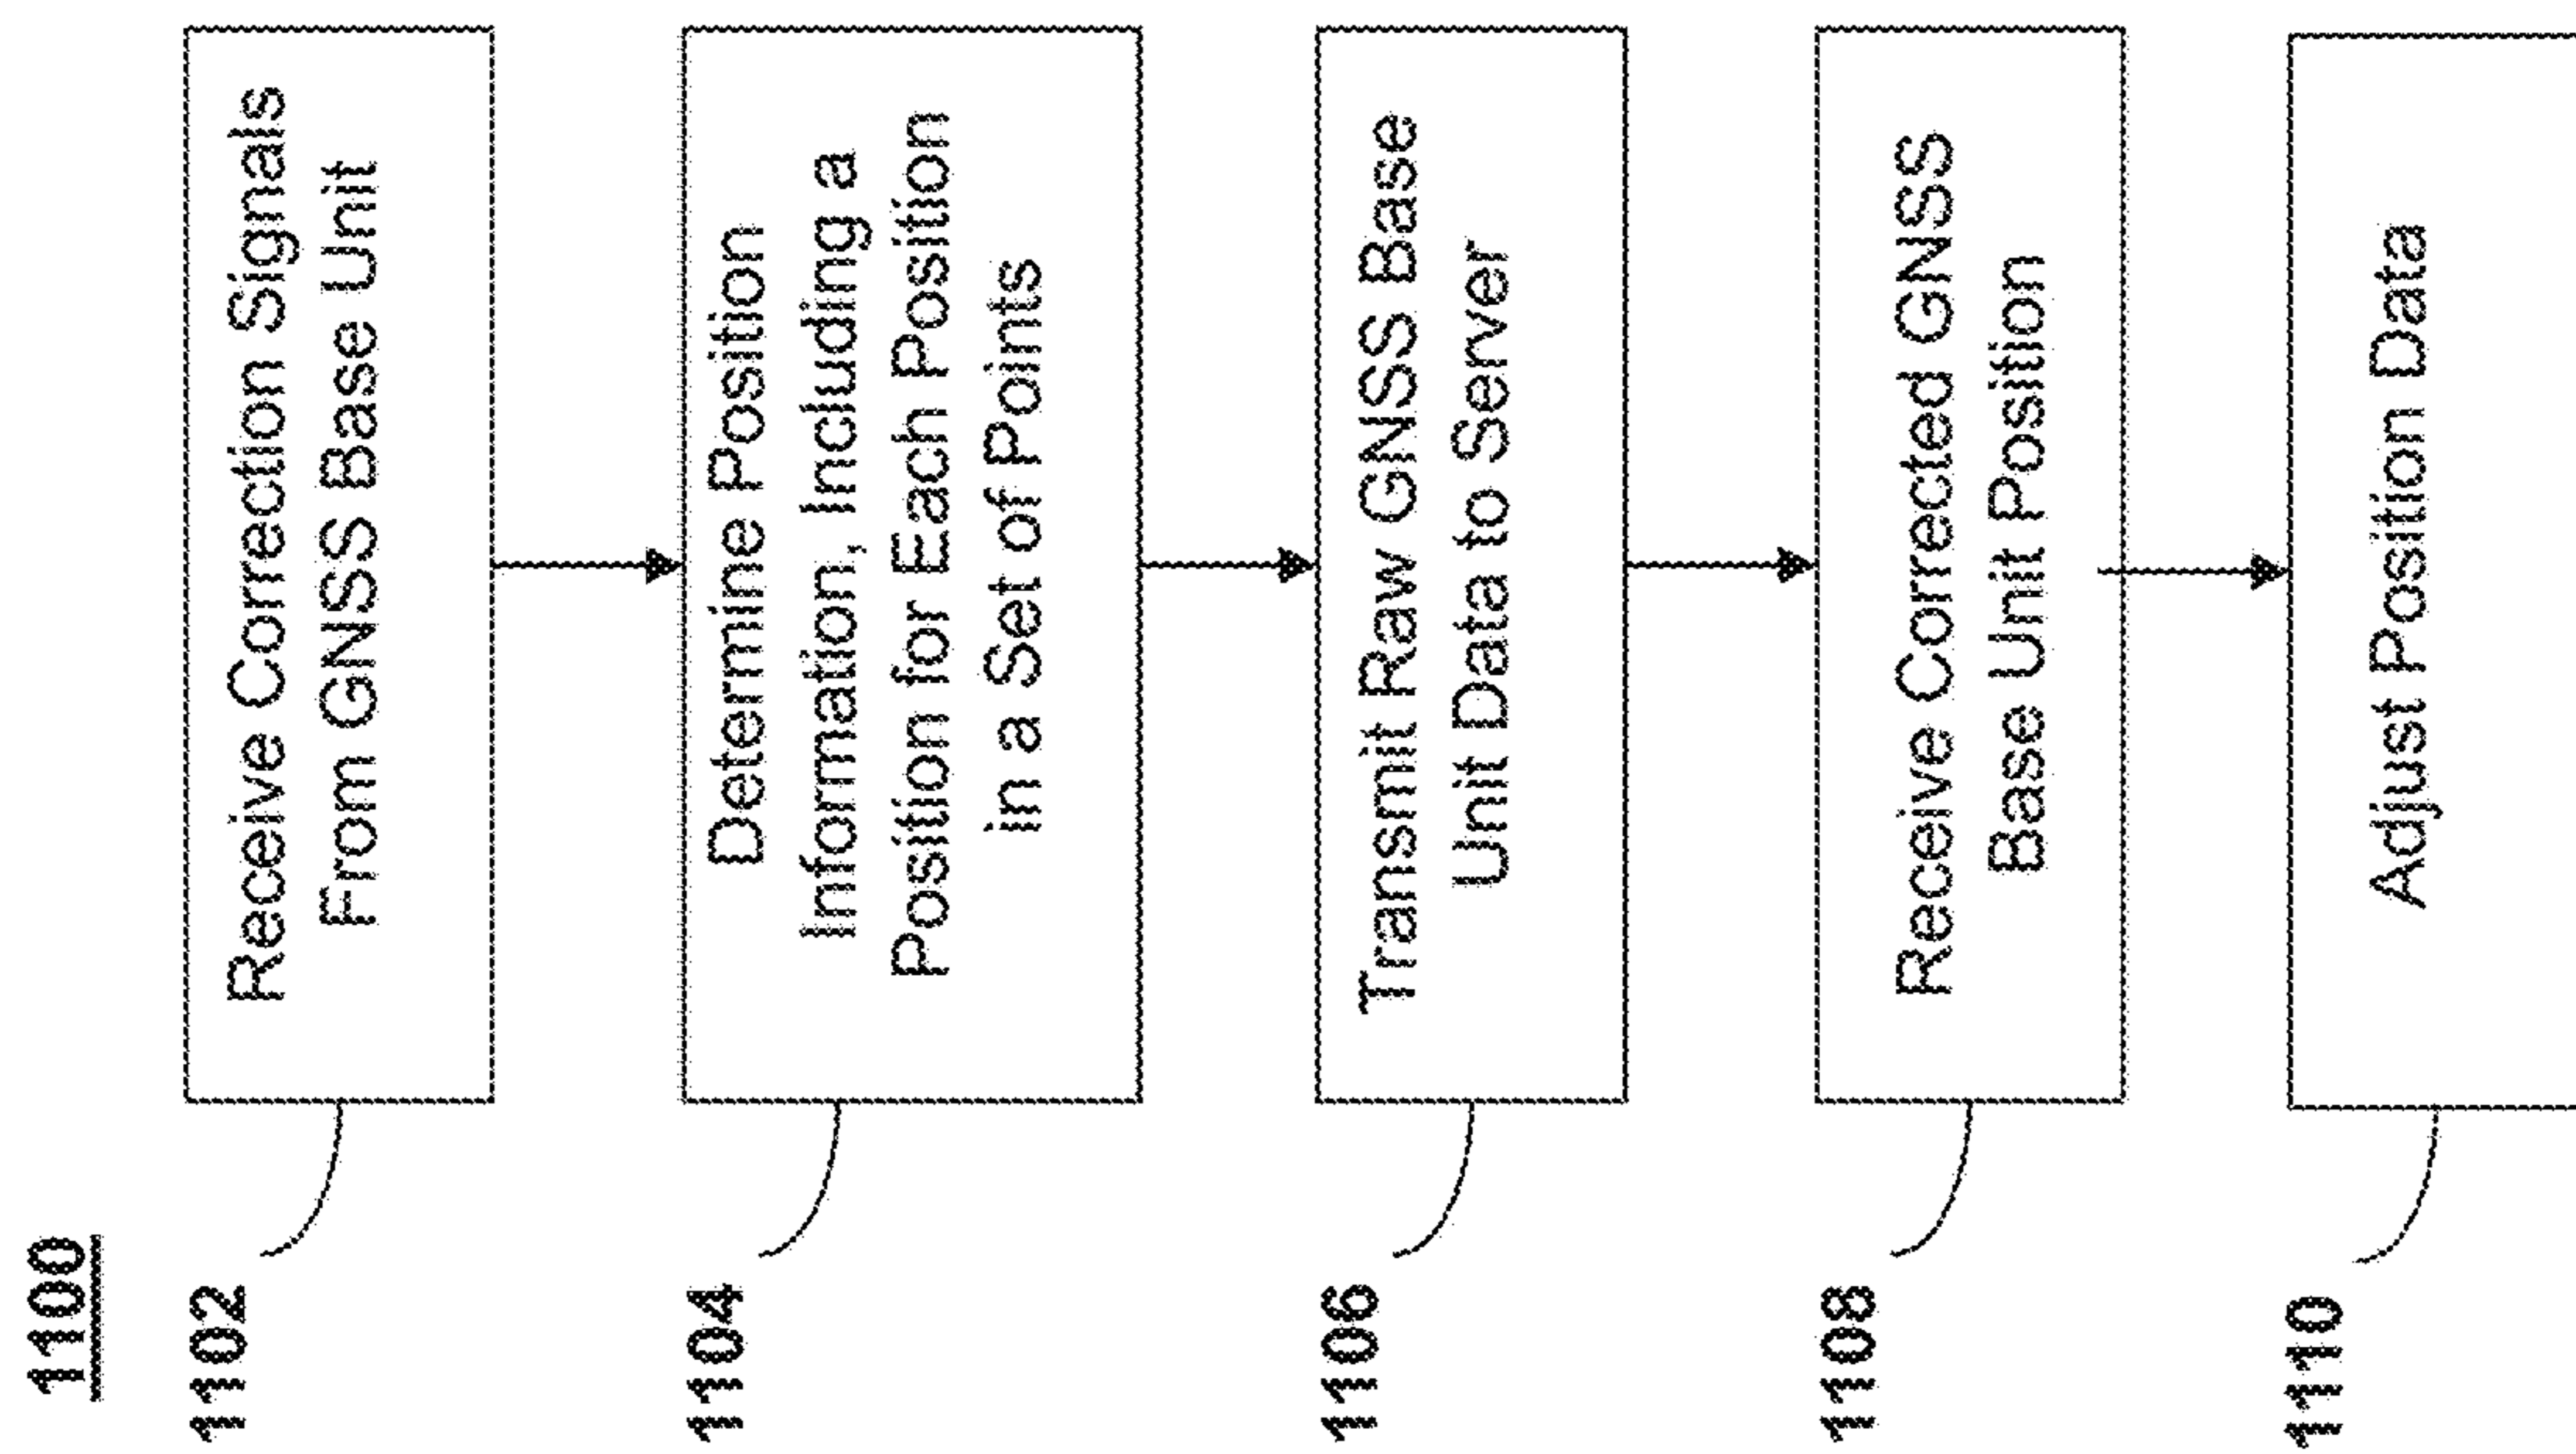 1100
1102
Receive Correction Signals
From GNSS Base Unit
1104
Determine Position
Information, Including a
Position for Each Position
in a Set of Points
1106
Transmit Raw GNSS Base
Unit Data to Server
1108
Receive Corrected GNSS
Base Unit Position
1110
Adjust Position Data